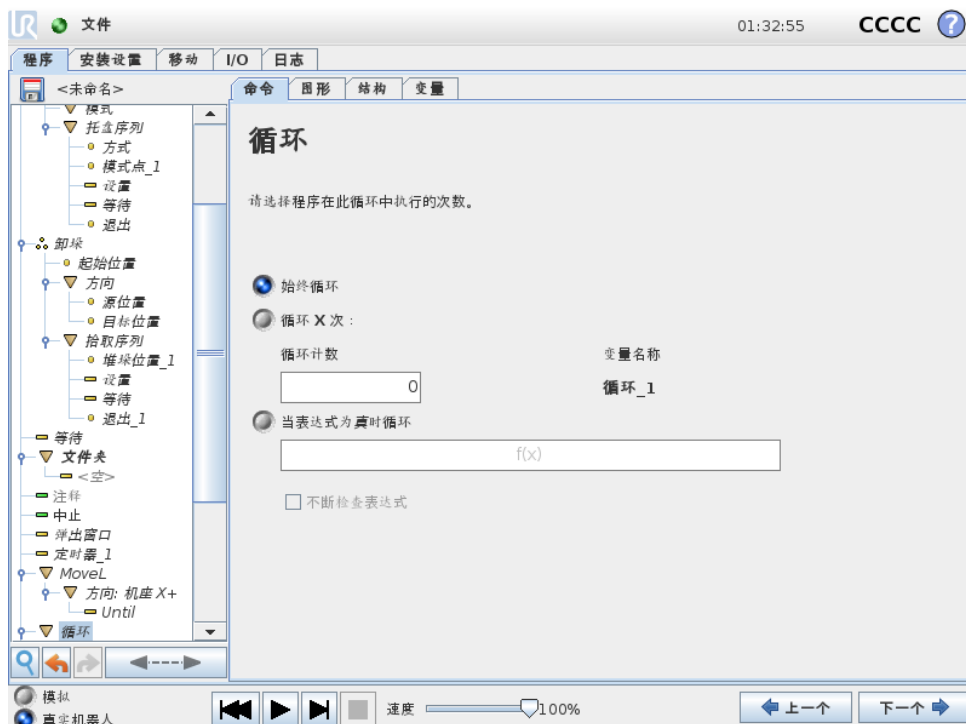 UR 文件 01:32:55 CCCC ?
程序 安装设置 移动 I/O 日志
<未命名>
命令 图形 结构 变量
模式
托盘序列
方式
模式点_1
设置
等待
退出
卸垛
起始位置
方向
源位置
目标位置
拾取序列
堆垛位置_1
设置
等待
退出_1
等待
文件夹
<空>
注释
中止
弹出窗口
定时器_1
MoveL
方向: 机座 X+
Until
循环
循环
请选择程序在此循环中执行的次数。
始终循环
循环 X 次：
循环计数 变量名称
0 循环_1
当表达式为真时循环
f(x)
不断检查表达式
模拟
真实机器人
速度 100%
上一个 下一个